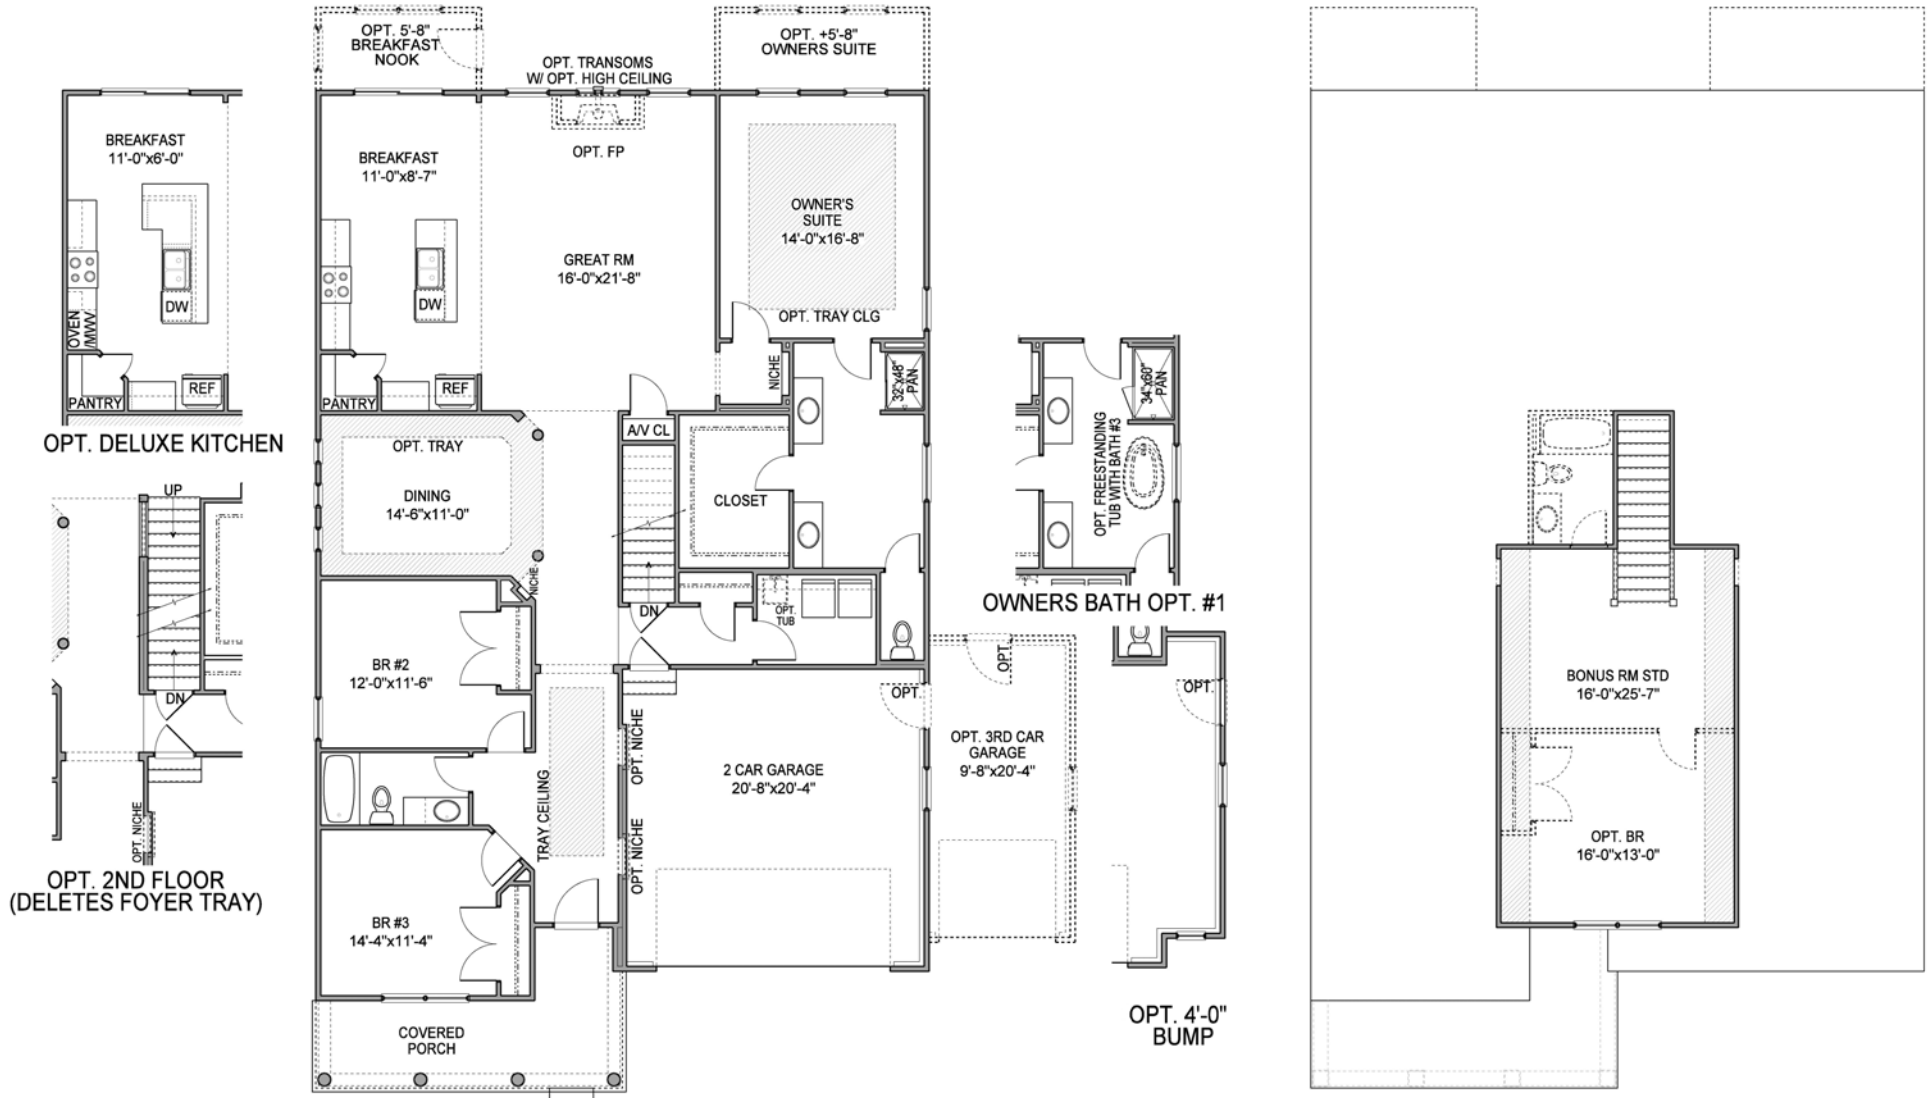 BREAKFAST
11'-0"x6'-0"
OVEN
/MWV
DW
PANTRY
REF
OPT. DELUXE KITCHEN
UP
DN
OPT. NICHE
OPT. 2ND FLOOR
(DELETES FOYER TRAY)
OPT. 5'-8"
BREAKFAST
NOOK
OPT. TRANSOMS
W/ OPT. HIGH CEILING
OPT. +5'-8"
OWNERS SUITE
BREAKFAST
11'-0"x8'-7"
OPT. FP
OWNER'S
SUITE
14'-0"x16'-8"
GREAT RM
16'-0"x21'-8"
DW
OPT. TRAY CLG
NICHE
32"x48"
PAN
PANTRY
REF
A/V CL
OPT. TRAY
DINING
14'-6"x11'-0"
CLOSET
NICHE
DN
OPT.
TUB
BR #2
12'-0"x11'-6"
OPT. NICHE
TRAY CEILING
OPT. NICHE
2 CAR GARAGE
20'-8"x20'-4"
OPT.
BR #3
14'-4"x11'-4"
COVERED
PORCH
34"x60"
PAN
OPT. FREESTANDING
TUB WITH BATH #3
OWNERS BATH OPT. #1
OPT.
OPT. 3RD CAR
GARAGE
9'-8"x20'-4"
OPT.
OPT. 4'-0"
BUMP
BONUS RM STD
16'-0"x25'-7"
OPT. BR
16'-0"x13'-0"